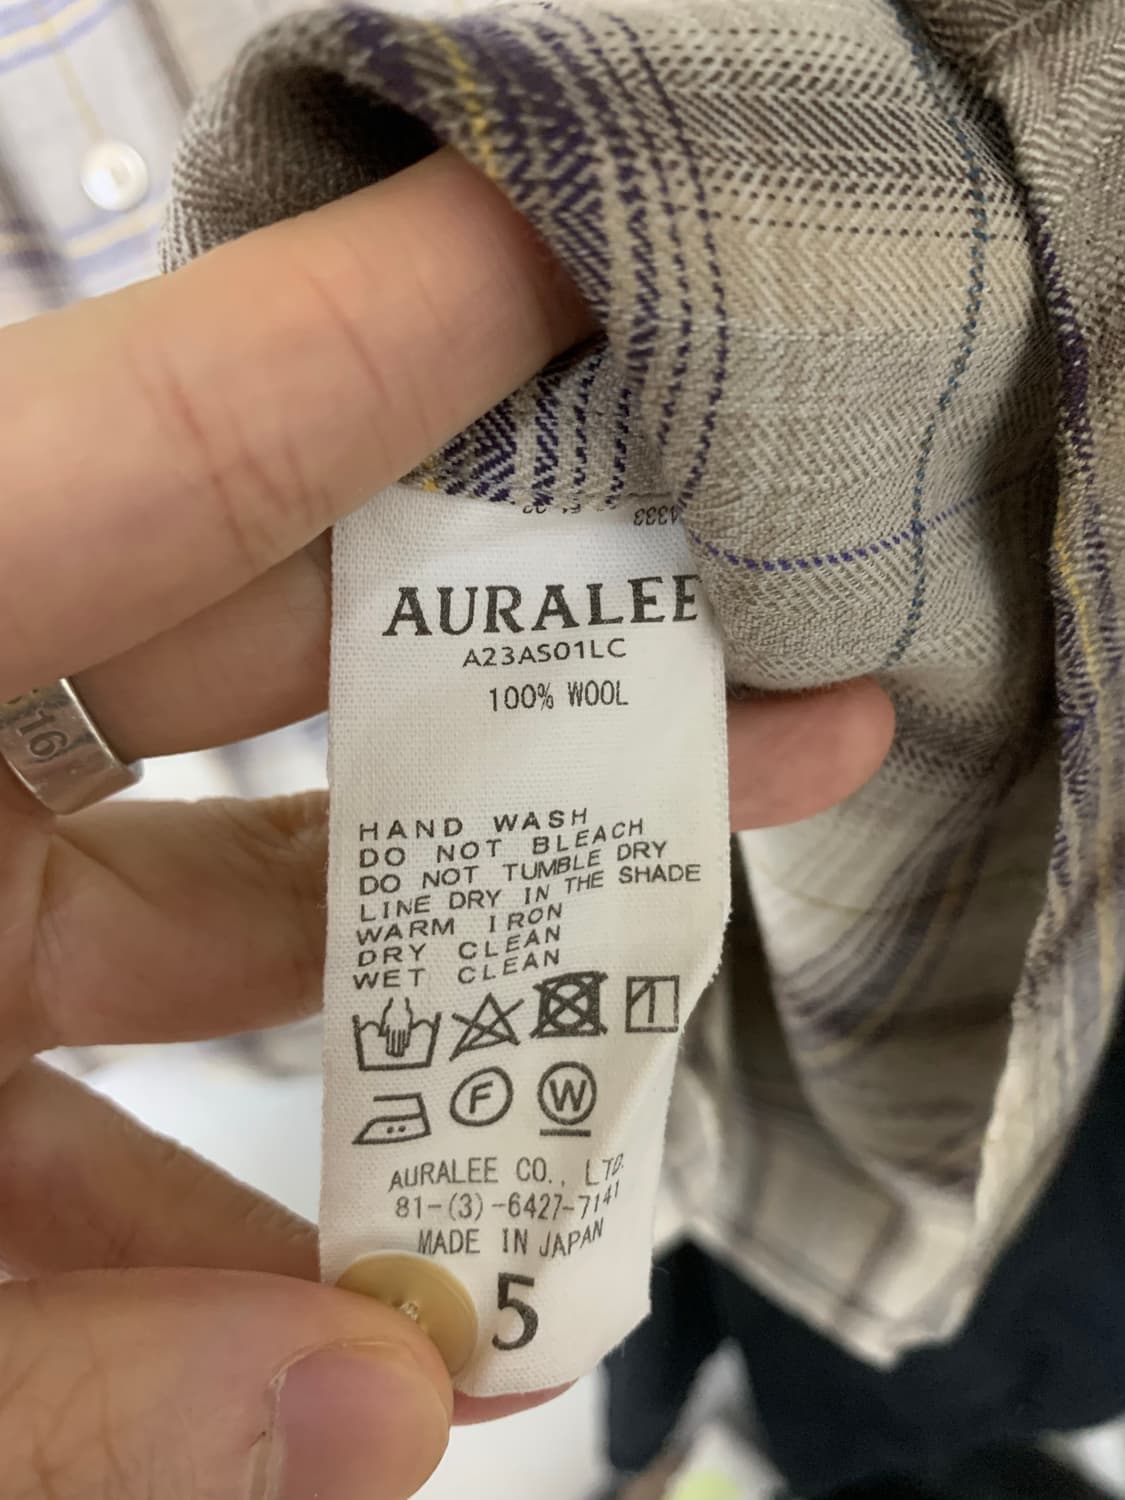 AURALEE
A23AS01LC
100% WOOL
HAND WASH
DO NOT BLEACH
DO NOT TUMBLE DRY
LINE DRY IN THE SHADE
WARM IRON
DRY CLEAN
WET CLEAN
F W
AURALEE CO., LTD.
81-(3)-6427-7141
MADE IN JAPAN
5
16